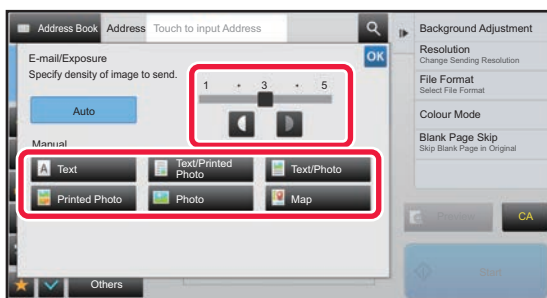 Address Book Address Touch to input Address
E-mail/Exposure
OK
Specify density of image to send.
Auto
1 • 3 • 5
Manual
Text
Text/Printed
Photo
Text/Photo
Printed Photo
Photo
Map
Others
Background Adjustment
Resolution
Change Sending Resolution
File Format
Select File Format
Colour Mode
Blank Page Skip
Skip Blank Page in Original
Preview
CA
Start